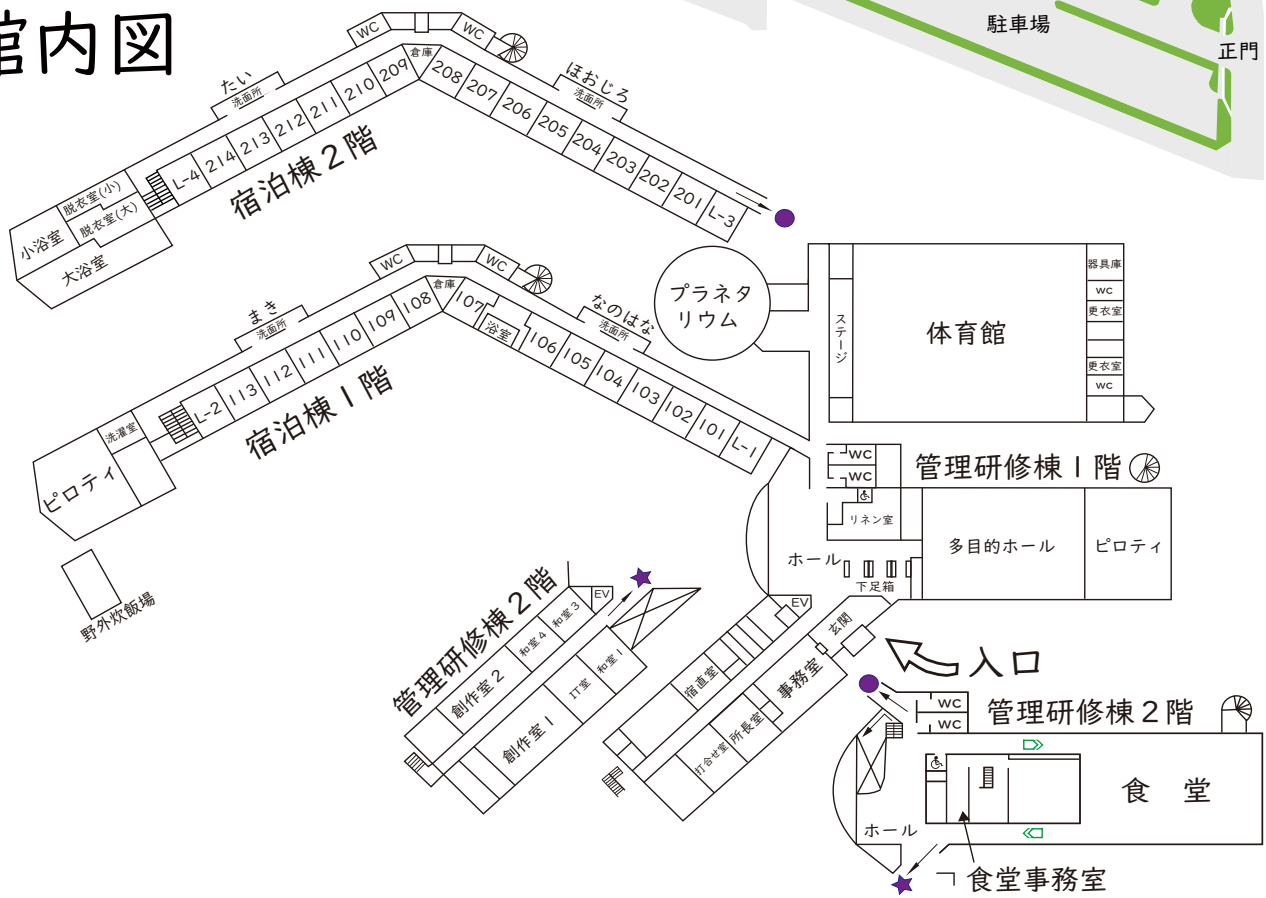 館内図
駐車場
正門
WC
WC
倉庫
たい
洗面所
ほおじろ
洗面所
209
210
211
212
213
214
L-4
208
207
206
205
204
203
202
201
L-3
宿泊棟2階
脱衣室(小)
脱衣室(大)
小浴室
大浴室
WC
WC
倉庫
まき
洗面所
なのはな
洗面所
108
109
110
111
112
113
L-2
107
浴室
106
105
104
103
102
101
L-1
宿泊棟1階
洗濯室
ピロティ
野外炊飯場
プラネタ
リウム
ステージ
体育館
器具庫
WC
更衣室
更衣室
WC
管理研修棟1階
WC
WC
リネン室
ホール
下足箱
多目的ホール
ピロティ
EV
玄関
宿直室
事務室
所長室
打合せ室
入口
管理研修棟2階
EV
和室3
和室4
創作室2
和室1
IT室
創作室1
管理研修棟2階
WC
WC
食堂
ホール
食堂事務室